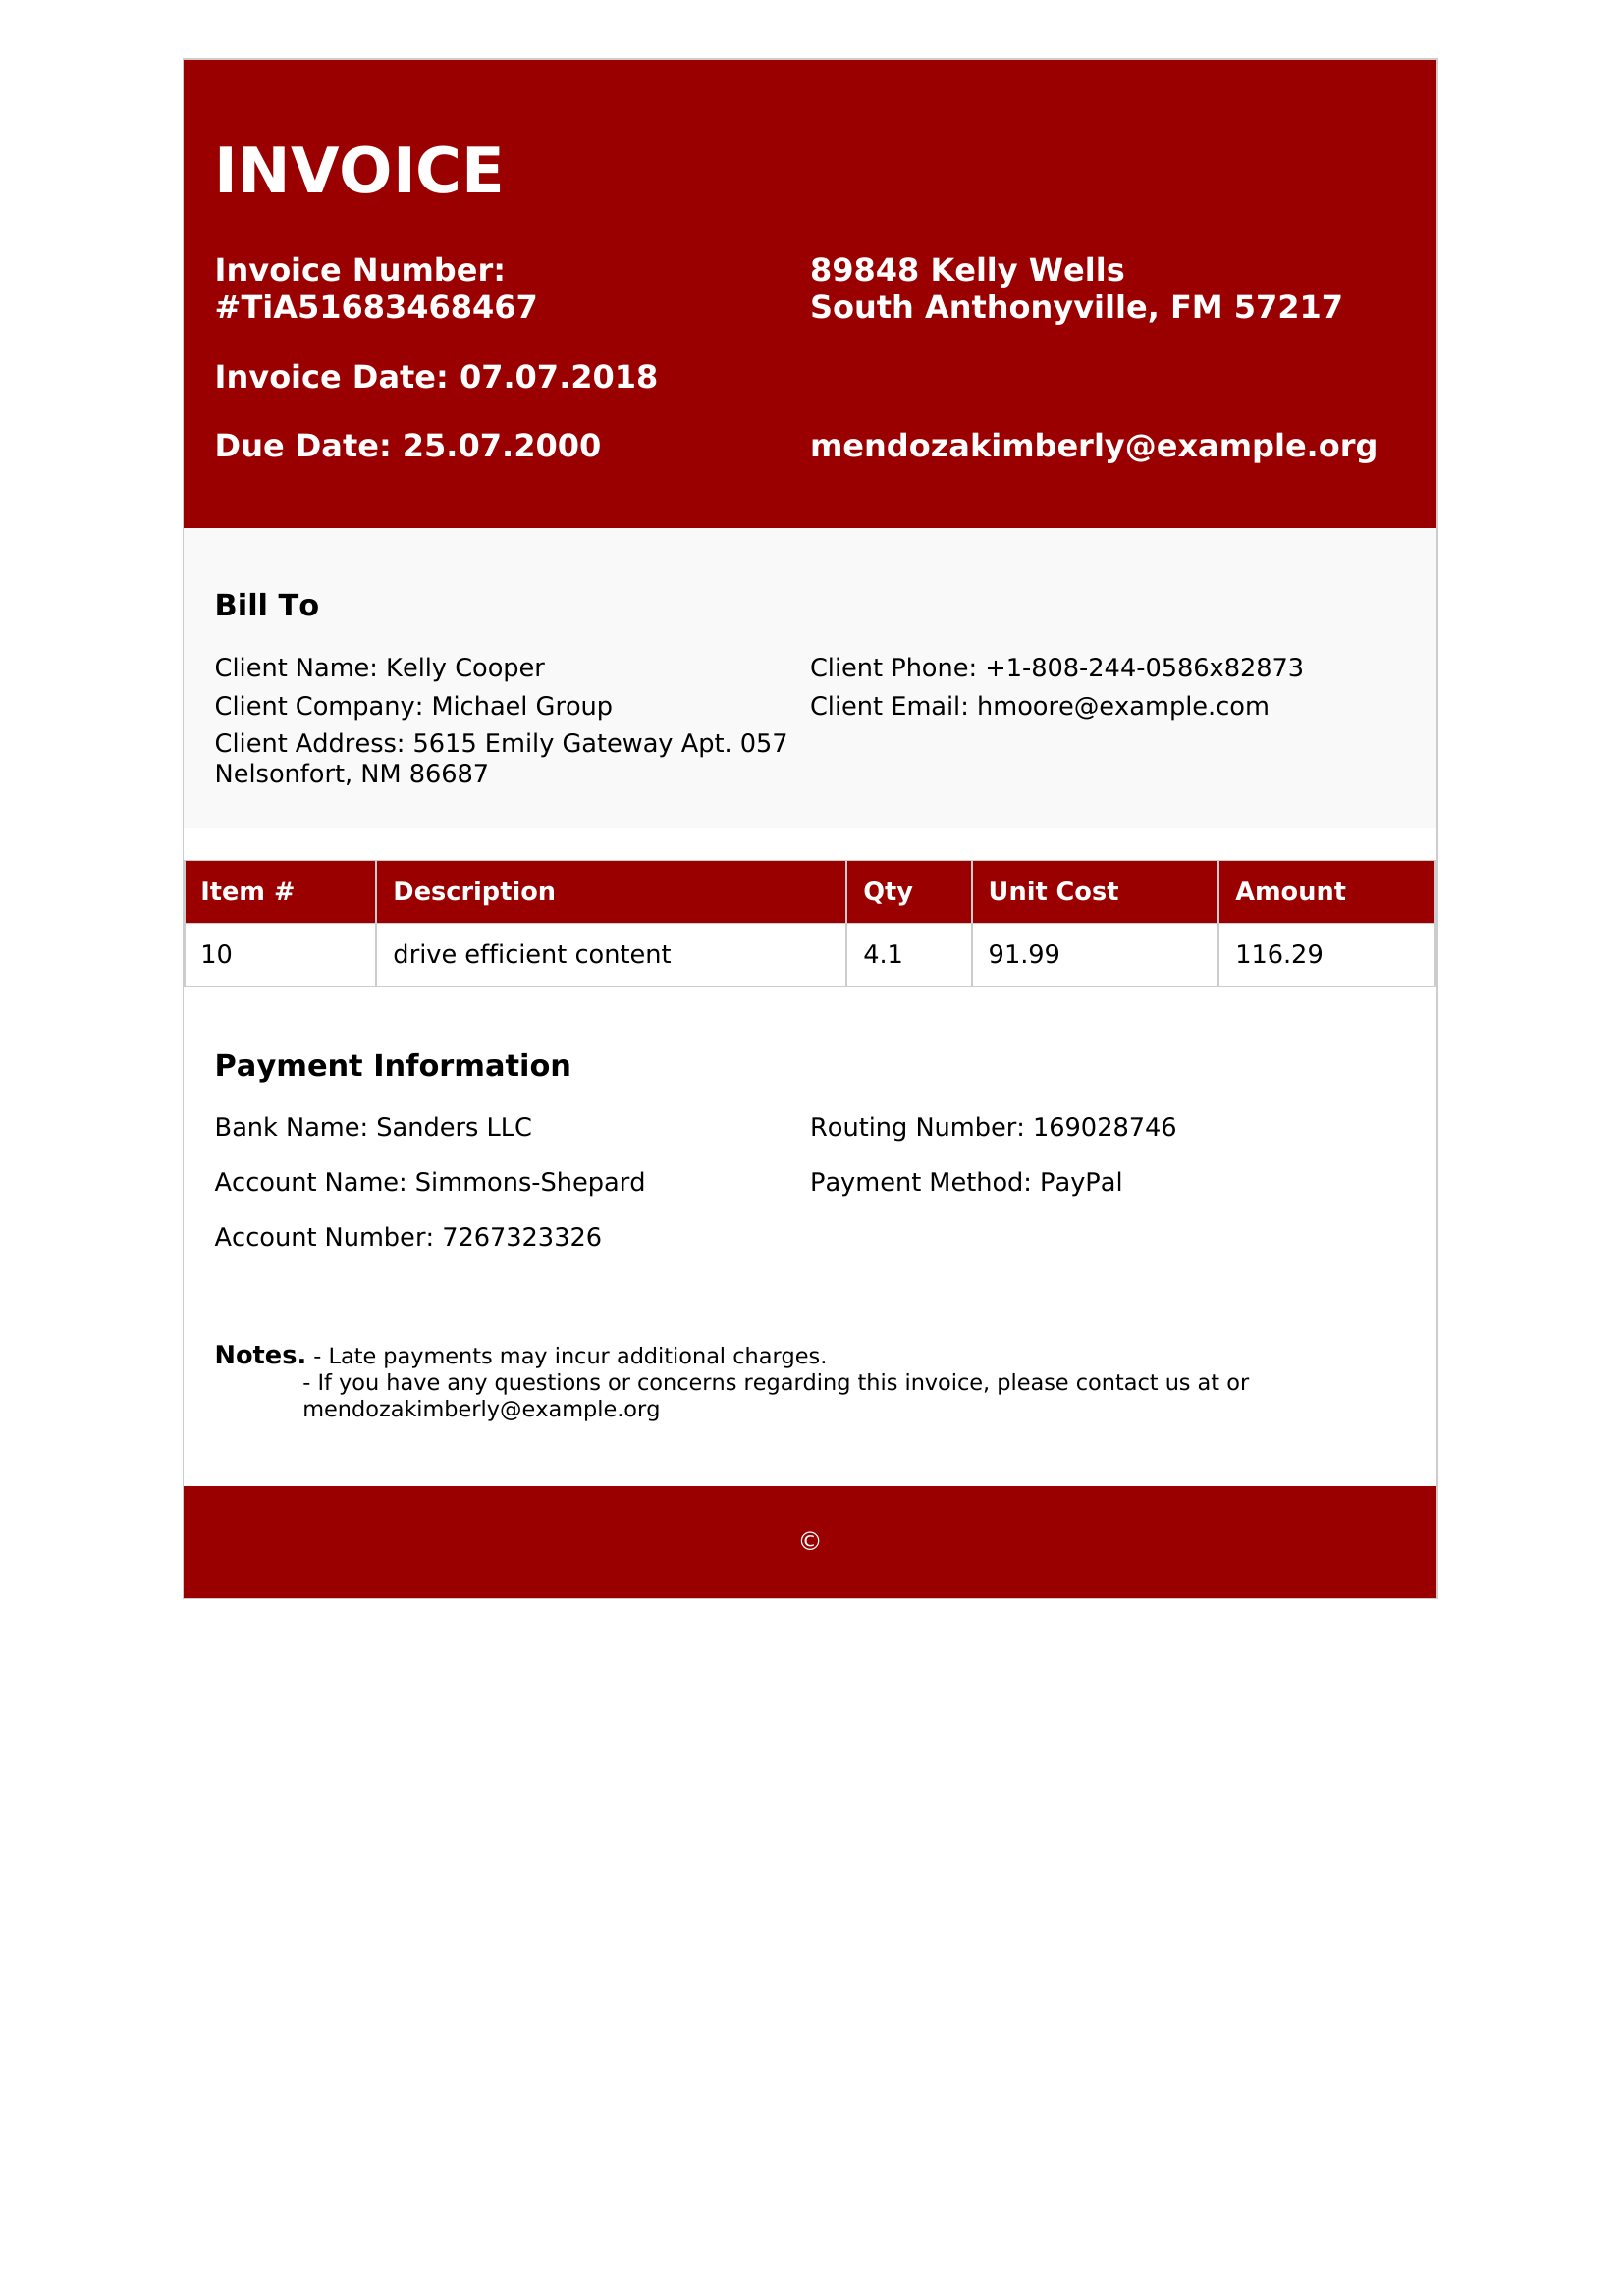 INVOICE
Invoice Number:
#TiA51683468467
Invoice Date: 07.07.2018
Due Date: 25.07.2000
89848 Kelly Wells
South Anthonyville, FM 57217
mendozakimberly@example.org
Bill To
Client Name: Kelly Cooper
Client Company: Michael Group
Client Address: 5615 Emily Gateway Apt. 057
Nelsonfort, NM 86687
Client Phone: +1-808-244-0586x82873
Client Email: hmoore@example.com
Item # Description Qty Unit Cost Amount
10 drive efficient content 4.1 91.99 116.29
Payment Information
Bank Name: Sanders LLC
Account Name: Simmons-Shepard
Account Number: 7267323326
Routing Number: 169028746
Payment Method: PayPal
Notes. - Late payments may incur additional charges.
- If you have any questions or concerns regarding this invoice, please contact us at or
mendozakimberly@example.org
©